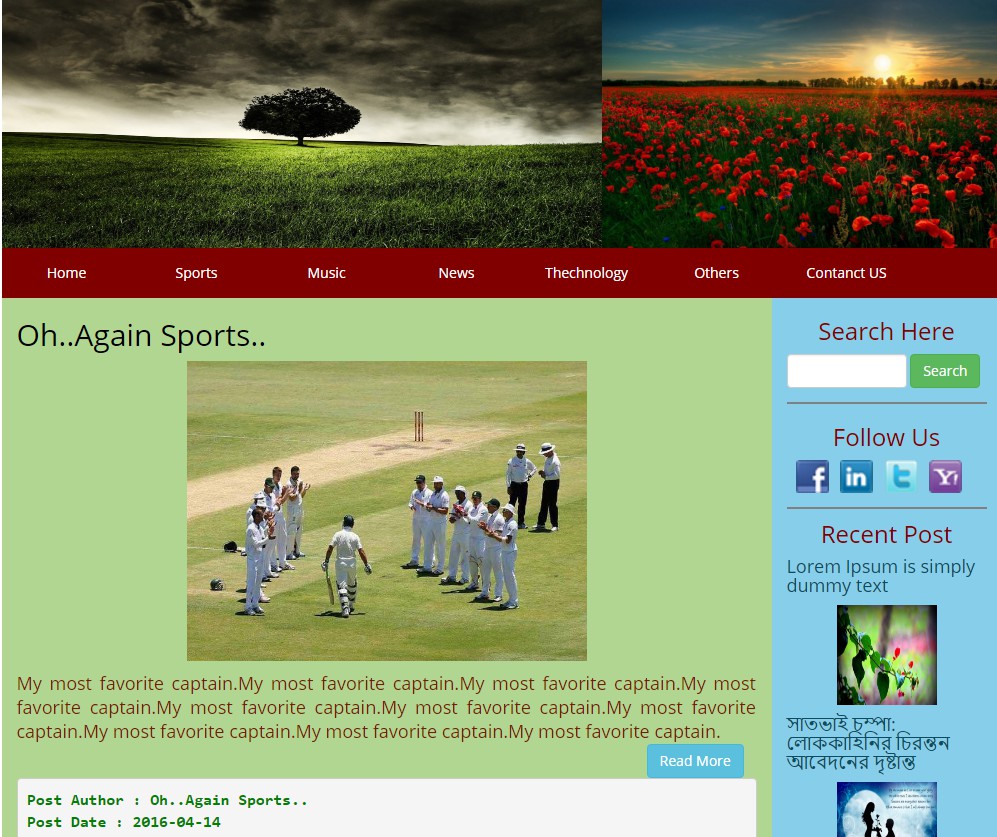 Home Sports Music News Thechnology Others Contanct US
Oh..Again Sports..
My most favorite captain.My most favorite captain.My most favorite captain.My most
favorite captain.My most favorite captain.My most favorite captain.My most favorite
captain.My most favorite captain.My most favorite captain.My most favorite captain.
Read More
Post Author : Oh..Again Sports..
Post Date : 2016-04-14
Search Here
Search
Follow Us
f
in
t
Y!
Recent Post
Lorem Ipsum is simply
dummy text
সাতভাই চম্পা:
লোককাহিনির চিরন্তন
আবেদনের দৃষ্টান্ত